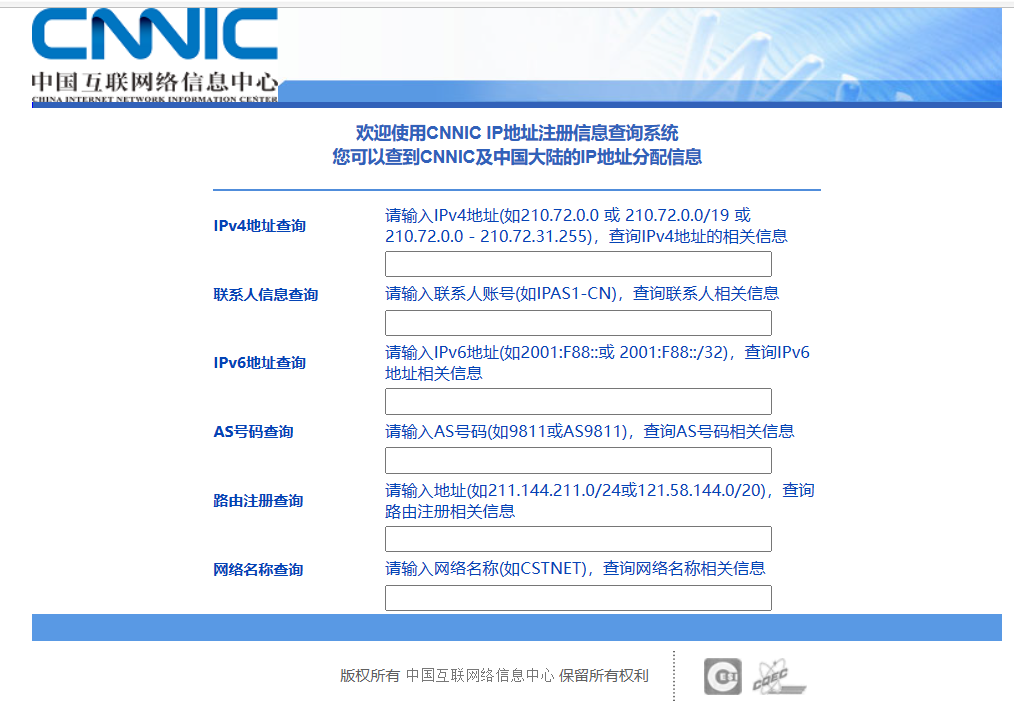 CNNIC
中国互联网络信息中心
CHINA INTERNET NETWORK INFORMATION CENTER
欢迎使用CNNIC IP地址注册信息查询系统
您可以查到CNNIC及中国大陆的IP地址分配信息
IPv4地址查询
请输入IPv4地址(如210.72.0.0 或 210.72.0.0/19 或
210.72.0.0 - 210.72.31.255)，查询IPv4地址的相关信息
联系人信息查询
请输入联系人账号(如IPAS1-CN)，查询联系人相关信息
IPv6地址查询
请输入IPv6地址(如2001:F88::或 2001:F88::/32)，查询IPv6
地址相关信息
AS号码查询
请输入AS号码(如9811或AS9811)，查询AS号码相关信息
路由注册查询
请输入地址(如211.144.211.0/24或121.58.144.0/20)，查询
路由注册相关信息
网络名称查询
请输入网络名称(如CSTNET)，查询网络名称相关信息
版权所有 中国互联网络信息中心 保留所有权利